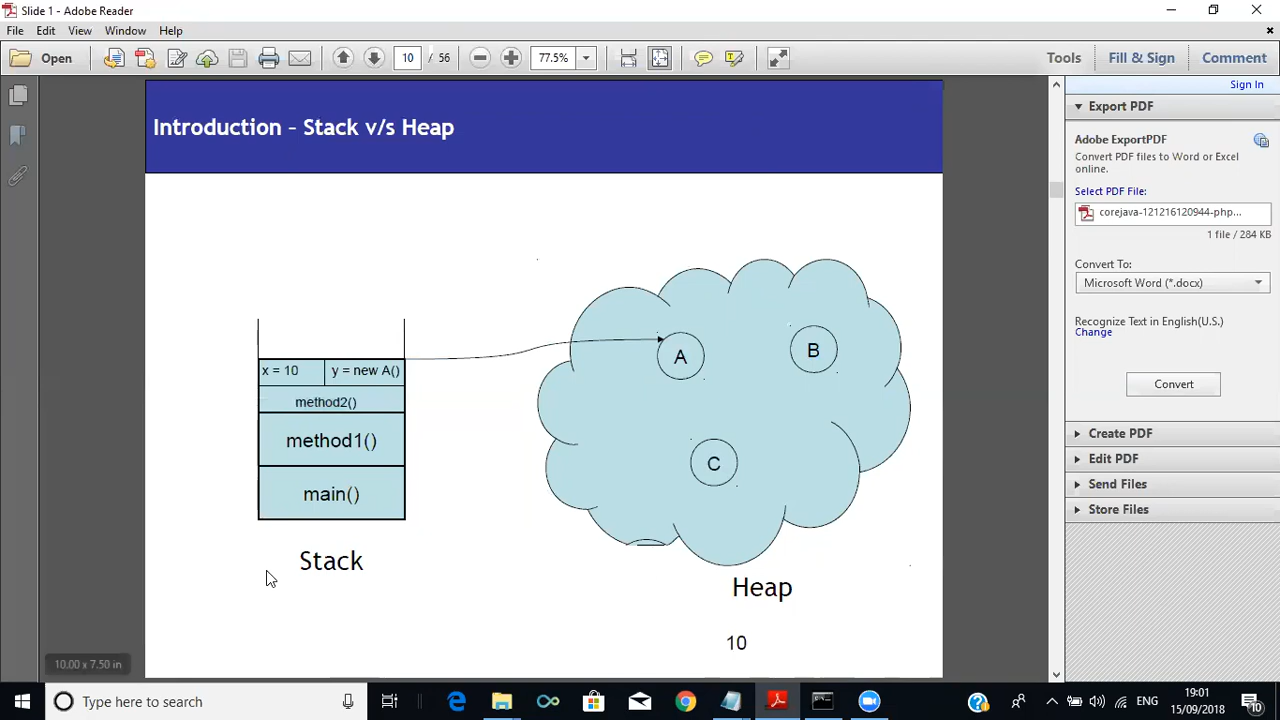 Slide 1 - Adobe Reader
File Edit View Window Help
Open 10 / 56 77.5% Tools Fill & Sign Comment
Sign In
Introduction – Stack v/s Heap
x = 10 y = new A()
method2()
method1()
main()
Stack
A
B
C
Heap
10
10.00 x 7.50 in
Export PDF
Adobe ExportPDF
Convert PDF files to Word or Excel
online.
Select PDF File:
corejava-121216120944-php...
1 file / 284 KB
Convert To:
Microsoft Word (*.docx)
Recognize Text in English(U.S.)
Change
Convert
Create PDF
Edit PDF
Send Files
Store Files
Type here to search
ENG
19:01
15/09/2018
10